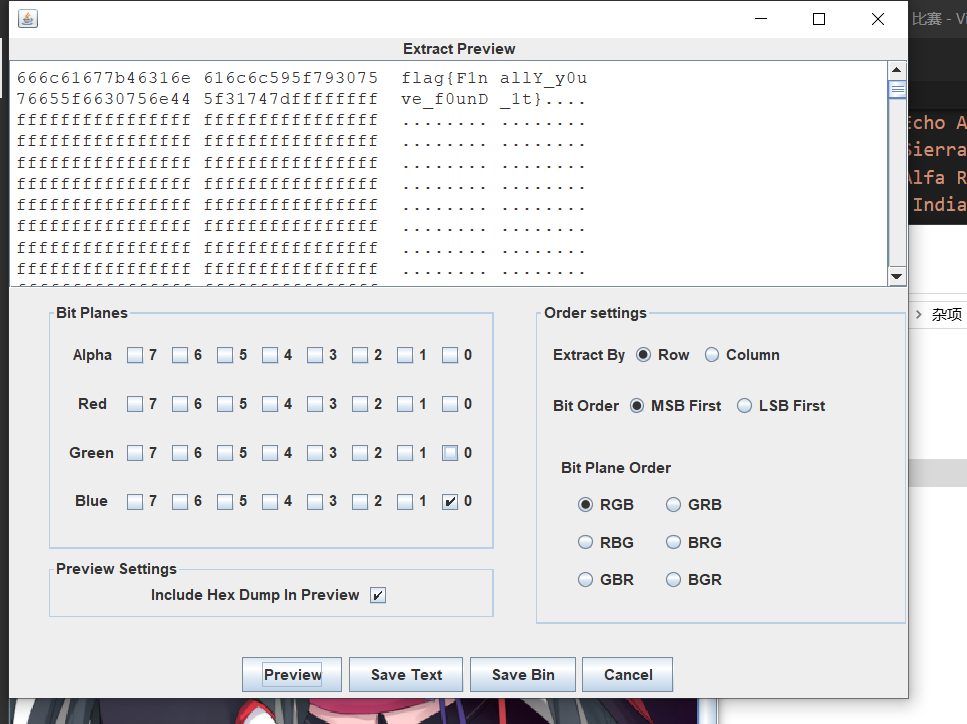 比赛 - Vi
Extract Preview
666c61677b46316e 616c6c595f793075 flag{F1n allY_y0u
76655f6630756e44 5f31747dffffffff ve_f0unD _1t}....
ffffffffffffffff ffffffffffffffff ........ ........
ffffffffffffffff ffffffffffffffff ........ ........
ffffffffffffffff ffffffffffffffff ........ ........
ffffffffffffffff ffffffffffffffff ........ ........
ffffffffffffffff ffffffffffffffff ........ ........
ffffffffffffffff ffffffffffffffff ........ ........
ffffffffffffffff ffffffffffffffff ........ ........
ffffffffffffffff ffffffffffffffff ........ ........
Echo A
Sierra
Alfa R
India
杂项
Bit Planes
Alpha 7 6 5 4 3 2 1 0
Red 7 6 5 4 3 2 1 0
Green 7 6 5 4 3 2 1 0
Blue 7 6 5 4 3 2 1 0
Preview Settings
Include Hex Dump In Preview
Order settings
Extract By Row Column
Bit Order MSB First LSB First
Bit Plane Order
RGB GRB
RBG BRG
GBR BGR
Preview Save Text Save Bin Cancel